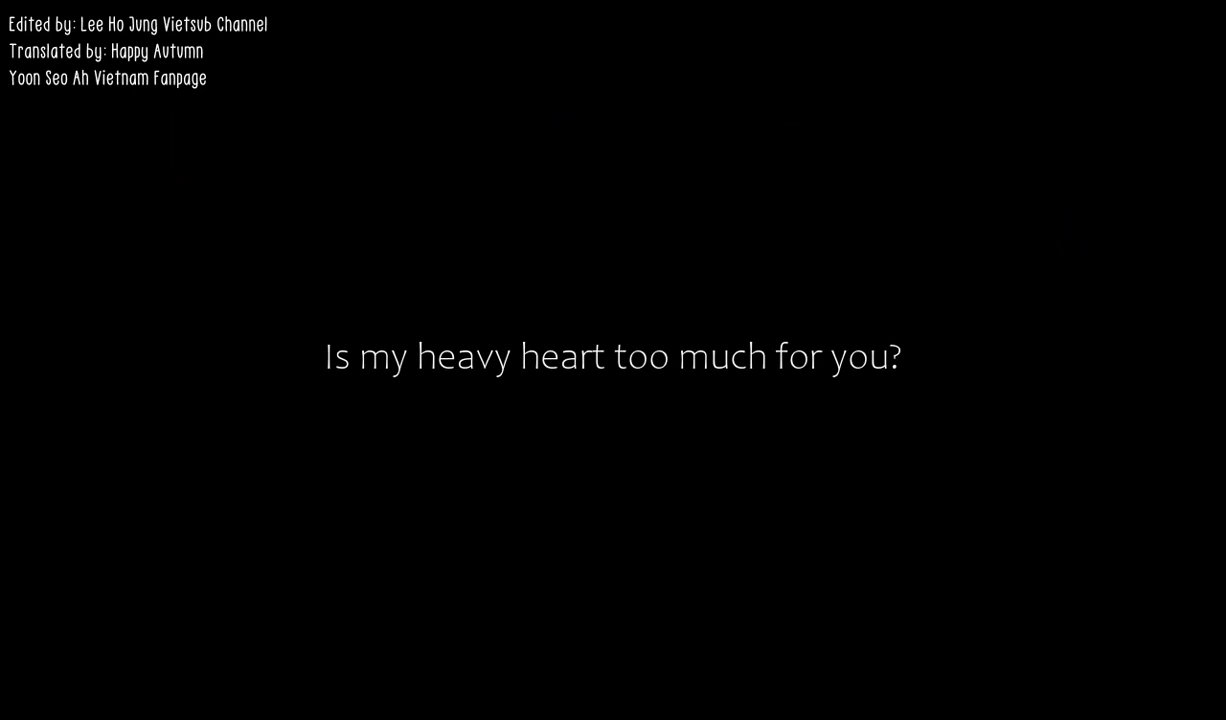 Edited by: Lee Ho Jung Vietsub Channel
Translated by: Happy Autumn
Yoon Seo Ah Vietnam Fanpage
Is my heavy heart too much for you?